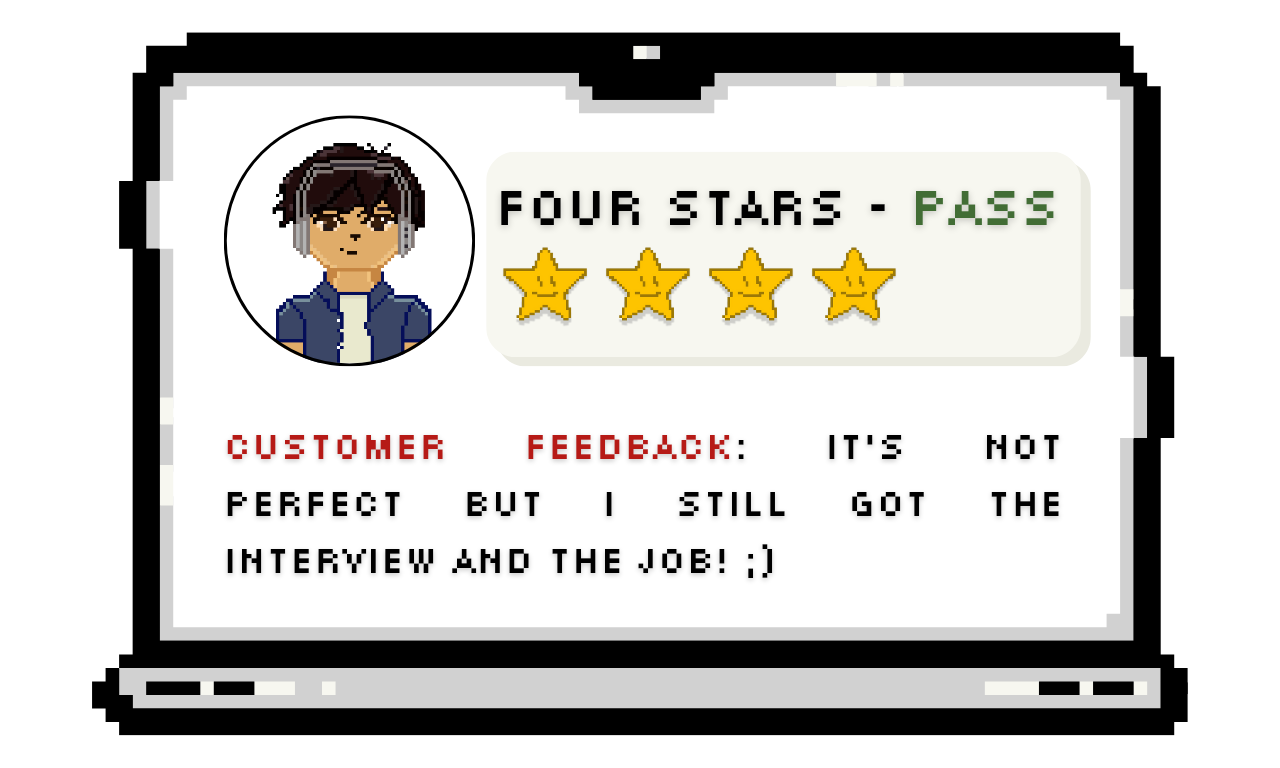 FOUR STARS - PASS
CUSTOMER FEEDBACK: IT'S NOT
PERFECT BUT I STILL GOT THE
INTERVIEW AND THE JOB! ;)